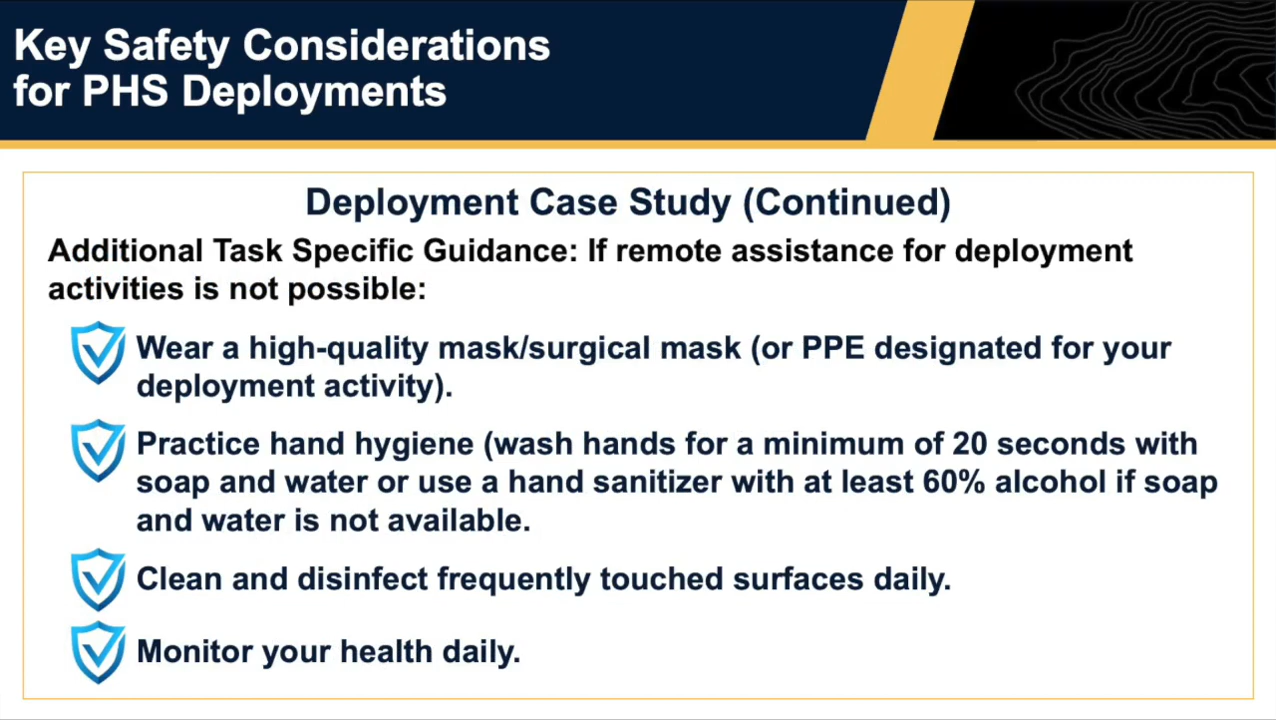 Key Safety Considerations
for PHS Deployments
Deployment Case Study (Continued)
Additional Task Specific Guidance: If remote assistance for deployment
activities is not possible:
Wear a high-quality mask/surgical mask (or PPE designated for your
deployment activity).
Practice hand hygiene (wash hands for a minimum of 20 seconds with
soap and water or use a hand sanitizer with at least 60% alcohol if soap
and water is not available.
Clean and disinfect frequently touched surfaces daily.
Monitor your health daily.